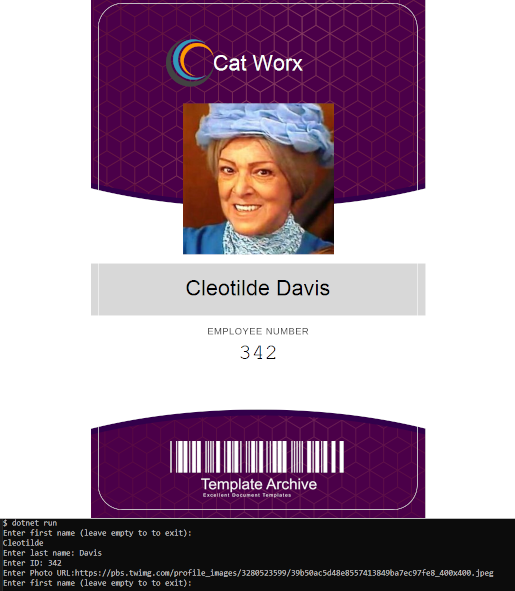 Cat Worx
Cleotilde Davis
EMPLOYEE NUMBER
342
Template Archive
Excellent Document Templates
$ dotnet run
Enter first name (leave empty to to exit):
Cleotilde
Enter last name: Davis
Enter ID: 342
Enter Photo URL:https://pbs.twimg.com/profile_images/3280523599/39b50ac5d48e8557413849ba7ec97fe8_400x400.jpeg
Enter first name (leave empty to to exit):